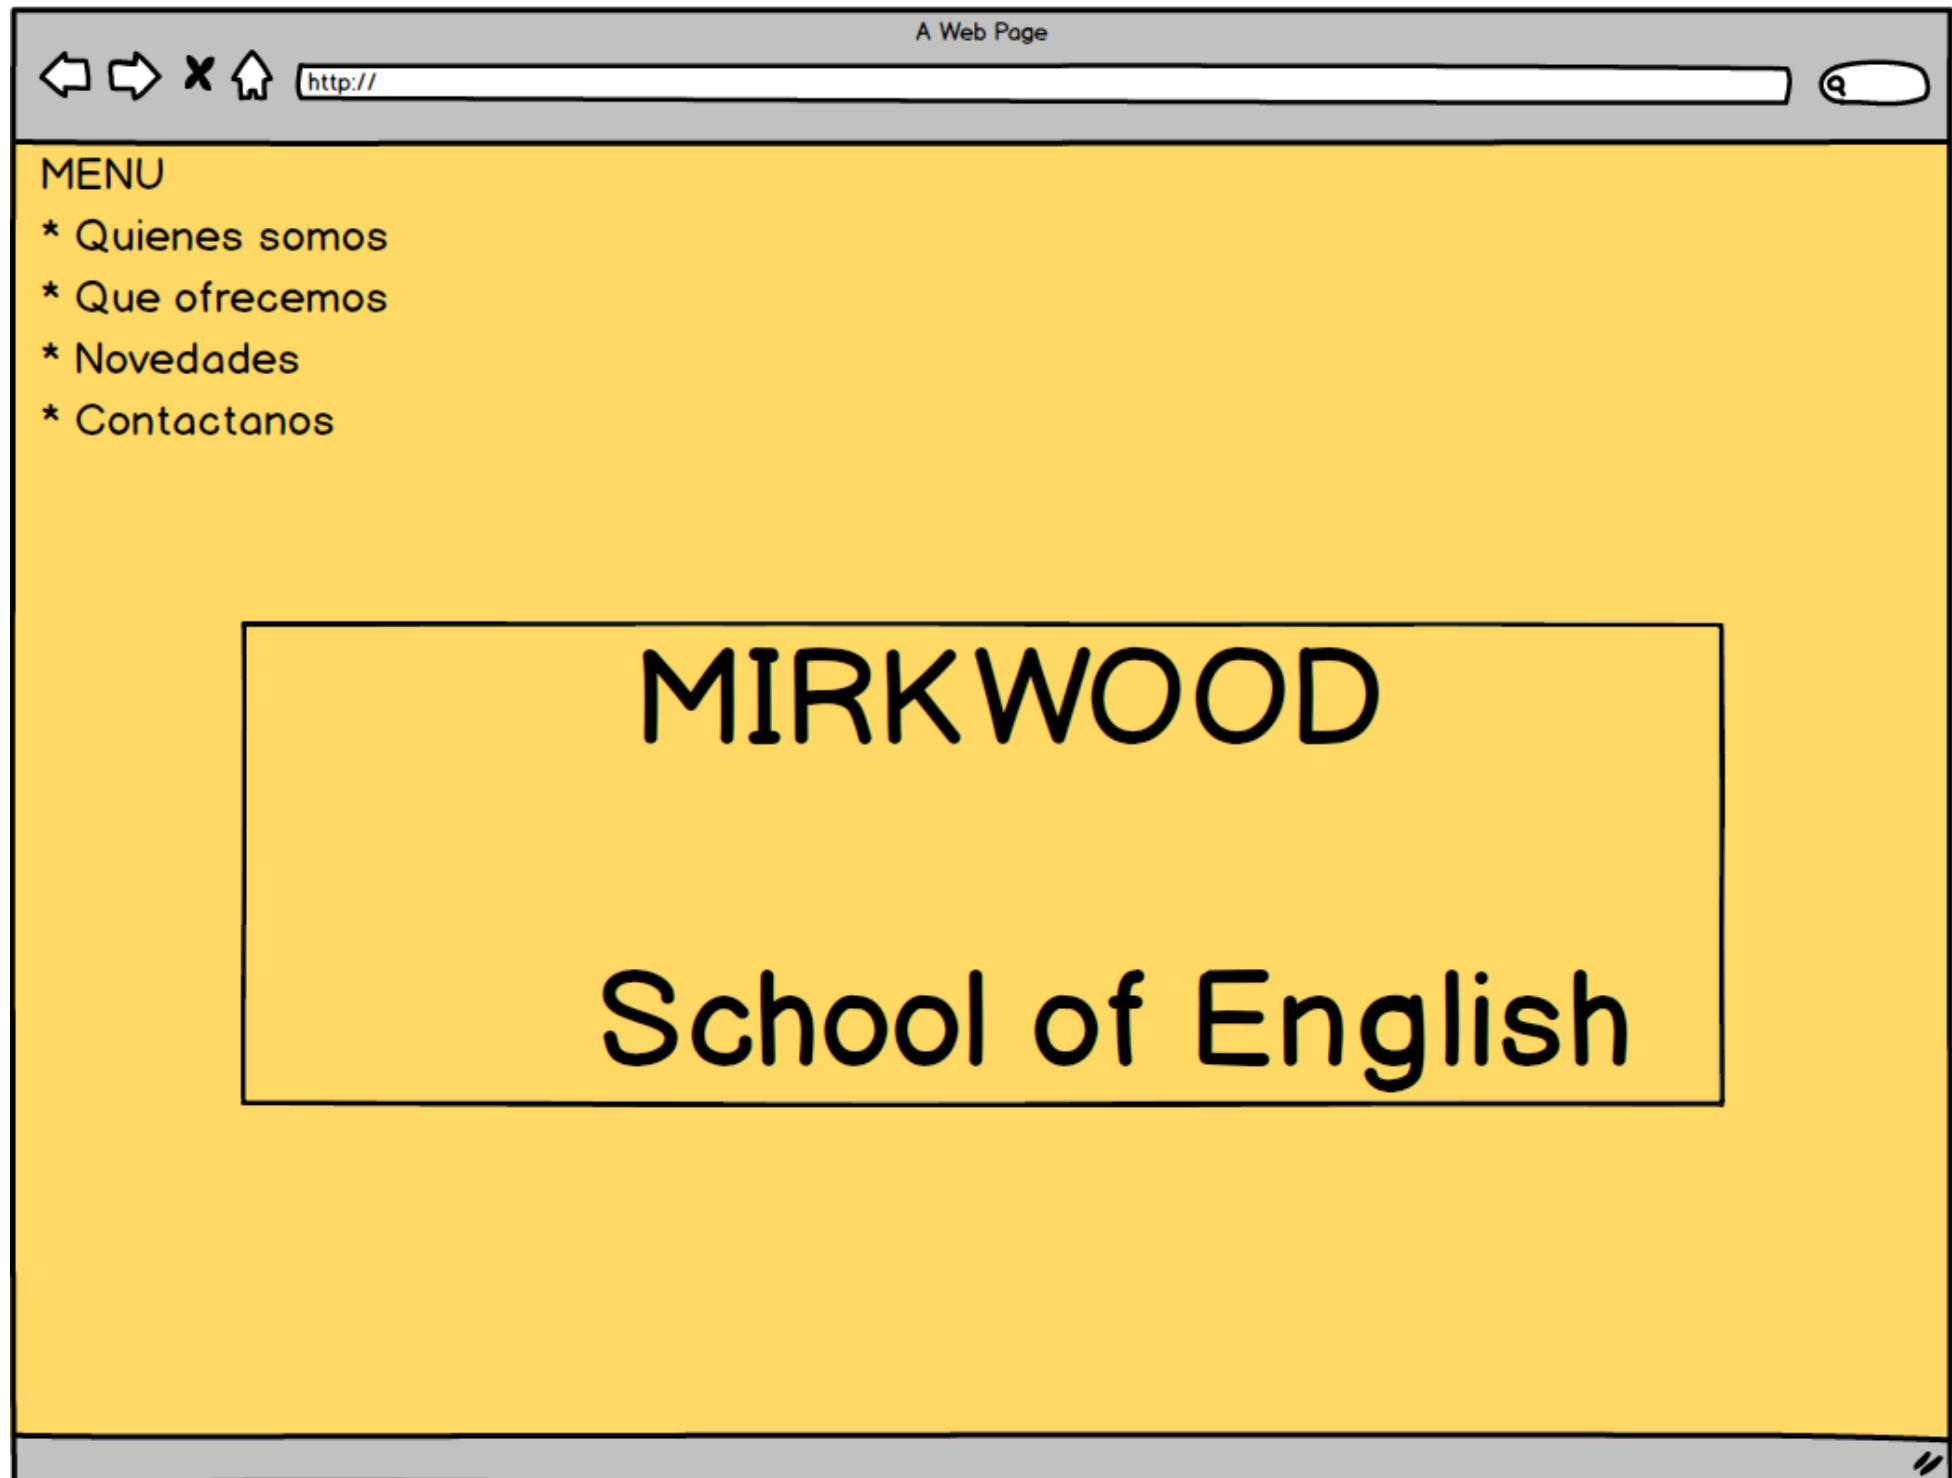 A Web Page
http://
MENU
* Quienes somos
* Que ofrecemos
* Novedades
* Contactanos
MIRKWOOD
School of English